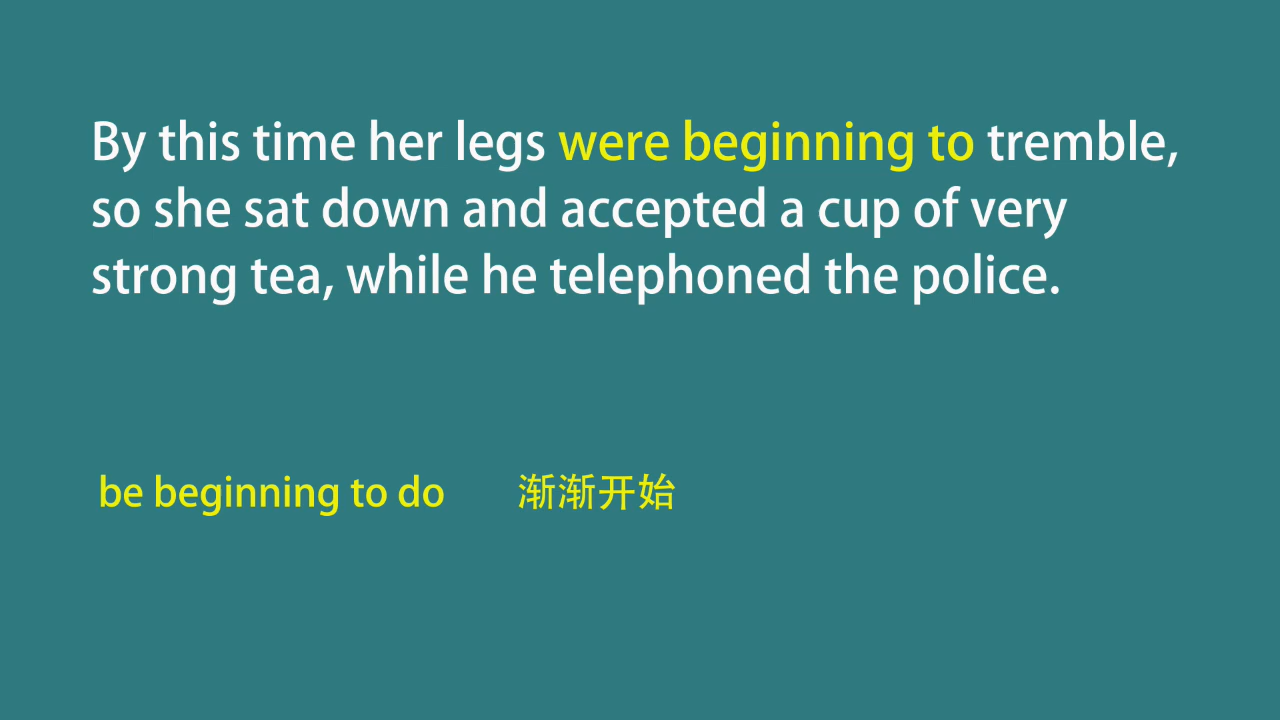 By this time her legs were beginning to tremble,
so she sat down and accepted a cup of very
strong tea, while he telephoned the police.
be beginning to do 渐渐开始